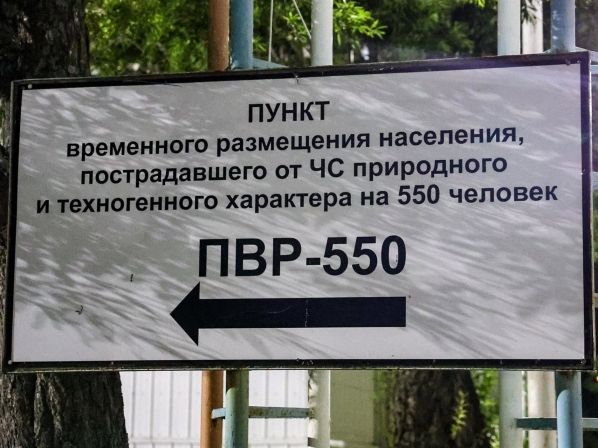 ПУНКТ
временного размещения населения,
пострадавшего от ЧС природного
и техногенного характера на 550 человек
ПВР-550